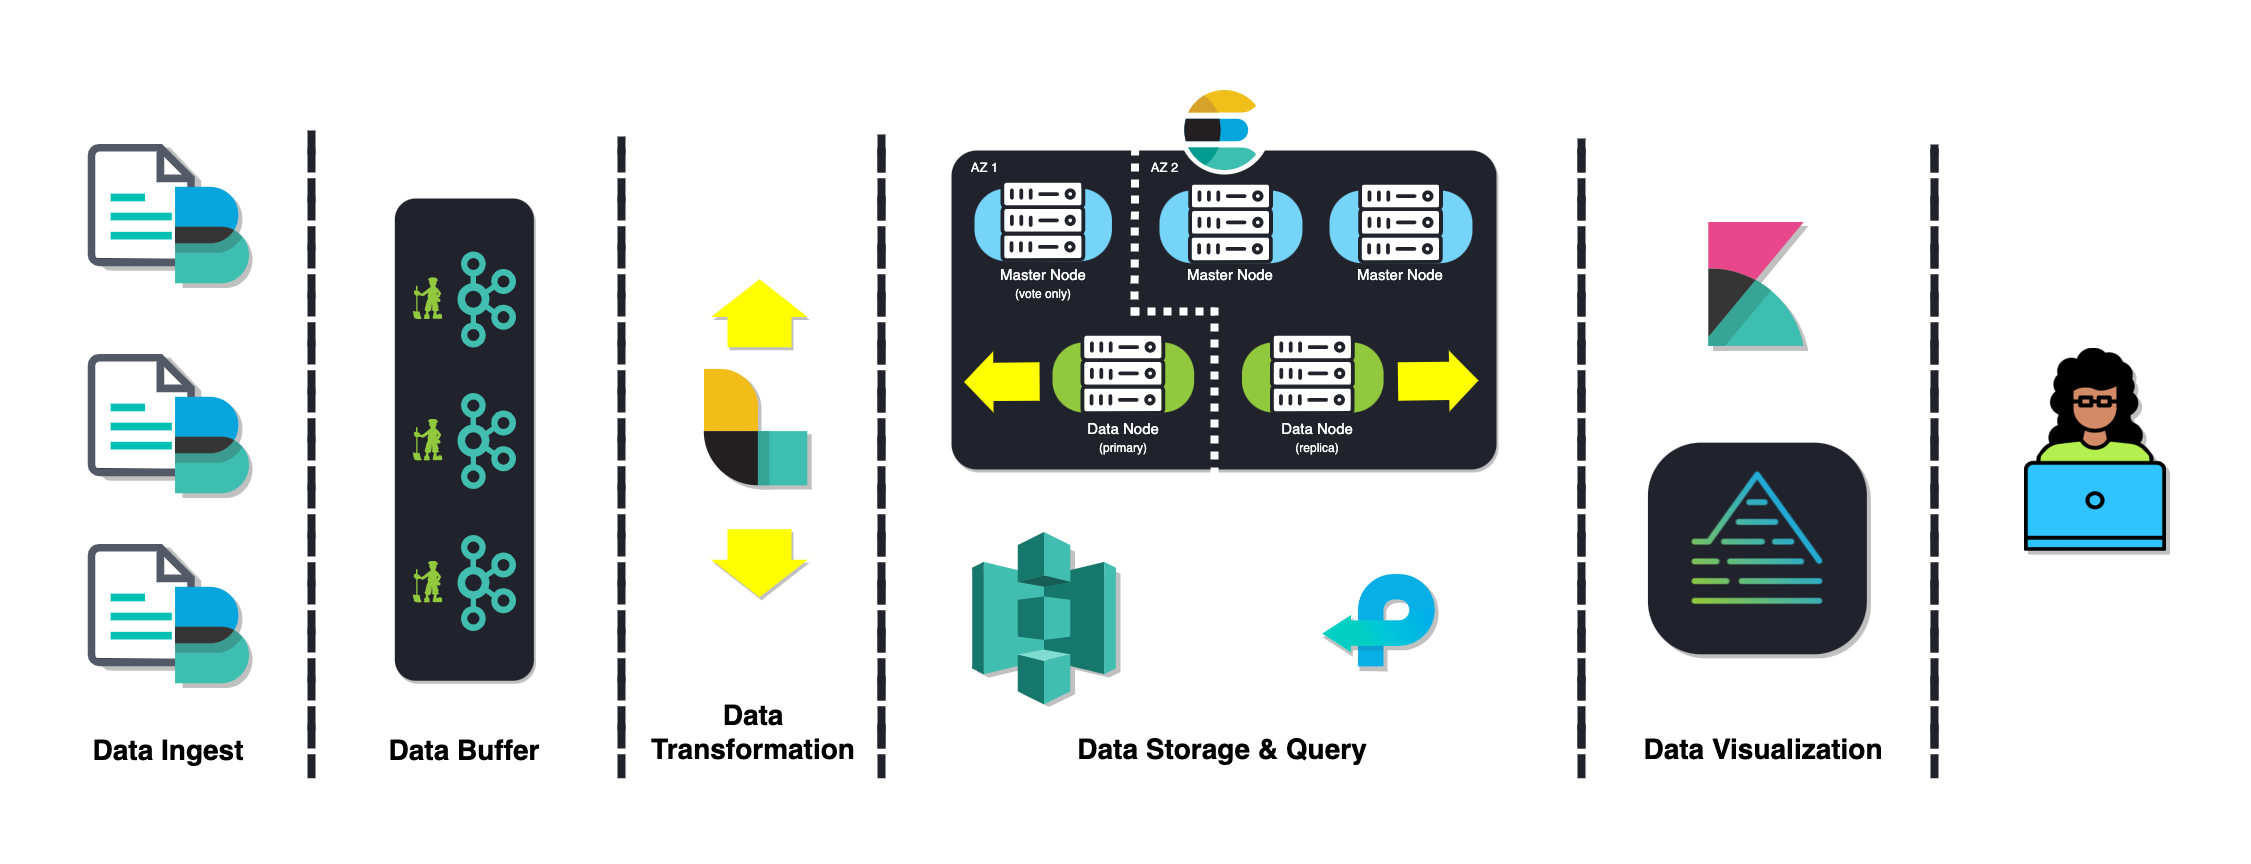 AZ 1
AZ 2
Master Node
(vote only)
Master Node
Master Node
Data Node
(primary)
Data Node
(replica)
Data Ingest
Data Buffer
Data
Transformation
Data Storage & Query
Data Visualization